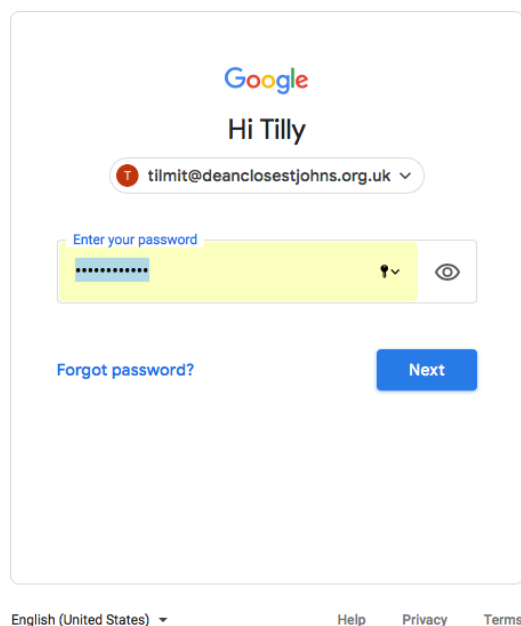 Google
Hi Tilly
T tilmit@deanclosestjohns.org.uk
Enter your password
••••••••••••
Forgot password? Next
English (United States) Help Privacy Terms